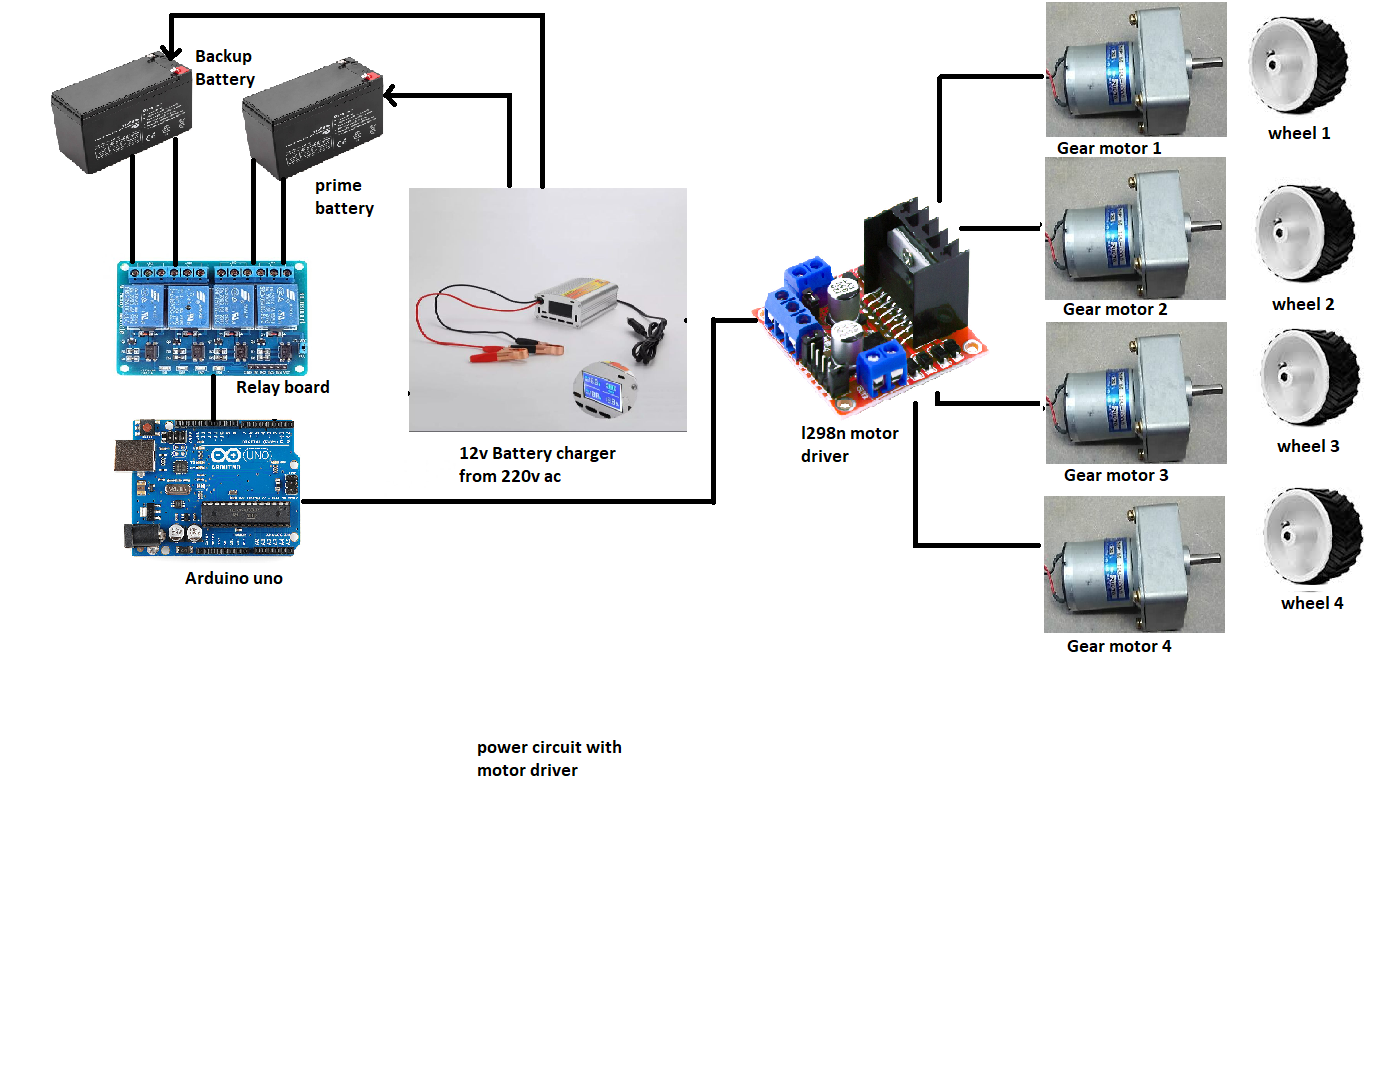 Backup
Battery
prime
battery
Relay board
ARDUINO
UNO
Arduino uno
12v Battery charger
from 220v ac
l298n motor
driver
Gear motor 1
wheel 1
Gear motor 2
wheel 2
Gear motor 3
wheel 3
Gear motor 4
wheel 4
power circuit with
motor driver